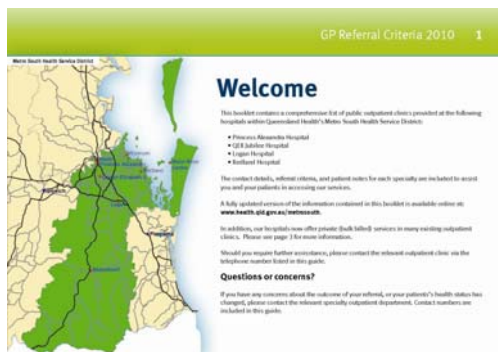 GP Referral Criteria 2010 1
Metro South Health Service District
Welcome
This booklet contains a comprehensive list of public outpatient clinics provided at the following
hospitals within Queensland Health's Metro South Health Service District:
• Princess Alexandra Hospital
• QEII Jubilee Hospital
• Logan Hospital
• Redland Hospital
The contact details, referral criteria, and patient notes for each specialty are included to assist
you and your patients in accessing our services.
A fully updated version of the information contained in this booklet is available online at:
www.health.qld.gov.au/metrosouth.
In addition, our hospitals now offer private (bulk billed) services in many existing outpatient
clinics. Please see page 3 for more information.
Should you require further assistance, please contact the relevant outpatient clinic via the
telephone number listed in this guide.
Questions or concerns?
If you have any concerns about the outcome of your referral, or your patients's health status has
changed, please contact the relevant specialty outpatient department. Contact numbers are
included in this guide.